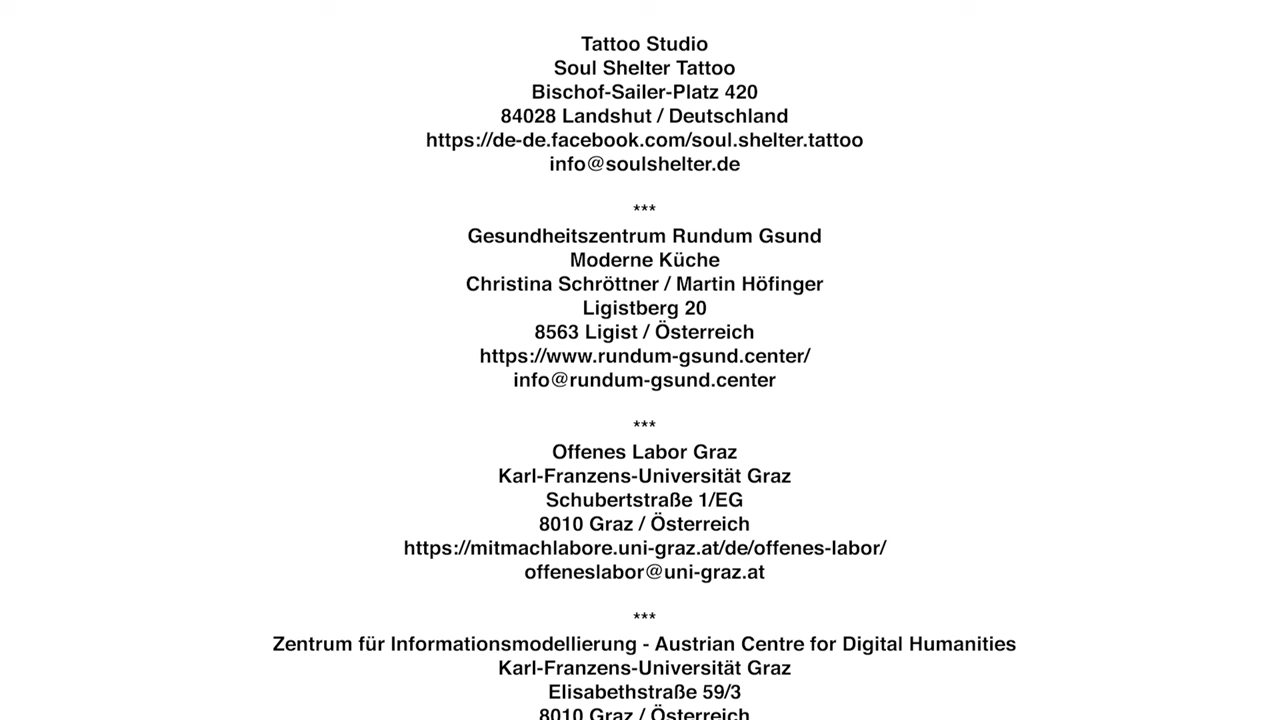 Tattoo Studio
Soul Shelter Tattoo
Bischof-Sailer-Platz 420
84028 Landshut / Deutschland
https://de-de.facebook.com/soul.shelter.tattoo
info@soulshelter.de
***
Gesundheitszentrum Rundum Gsund
Moderne Küche
Christina Schröttner / Martin Höfinger
Ligistberg 20
8563 Ligist / Österreich
https://www.rundum-gsund.center/
info@rundum-gsund.center
***
Offenes Labor Graz
Karl-Franzens-Universität Graz
Schubertstraße 1/EG
8010 Graz / Österreich
https://mitmachlabore.uni-graz.at/de/offenes-labor/
offeneslabor@uni-graz.at
***
Zentrum für Informationsmodellierung - Austrian Centre for Digital Humanities
Karl-Franzens-Universität Graz
Elisabethstraße 59/3
8010 Graz / Österreich